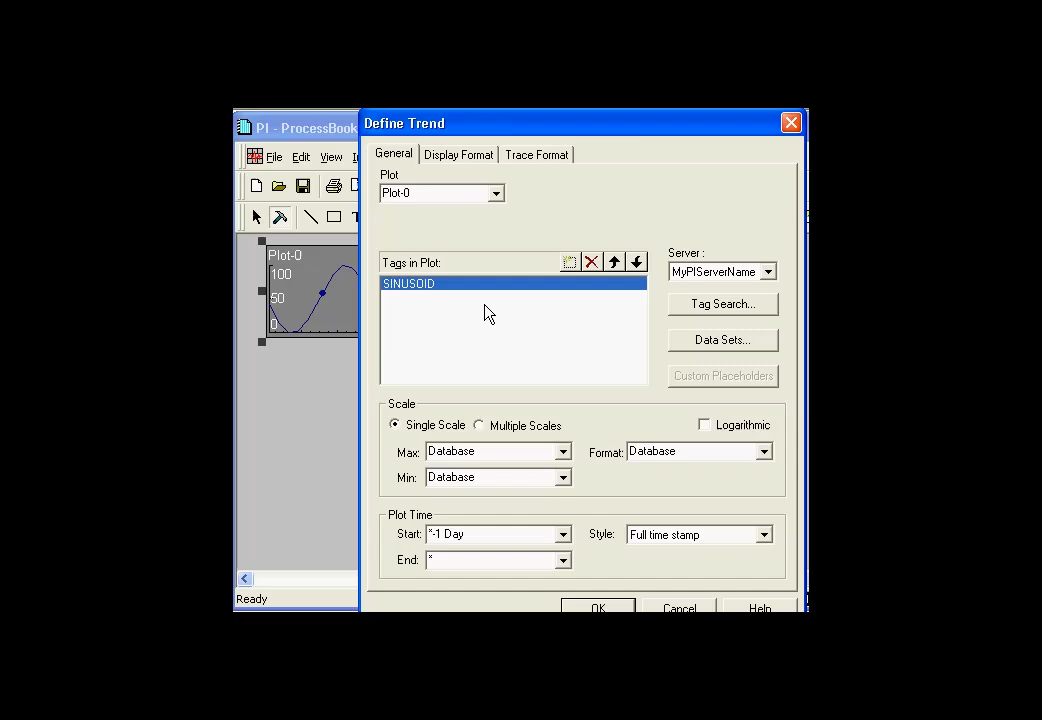 PI - ProcessBook
File Edit View
Ready
Plot-0
100
50
0
Define Trend
General Display Format Trace Format
Plot
Plot-0
Tags in Plot:
SINUSOID
Server :
MyPIServerName
Tag Search...
Data Sets...
Custom Placeholders
Scale
Single Scale Multiple Scales Logarithmic
Max: Database Format: Database
Min: Database
Plot Time
Start: *-1 Day Style: Full time stamp
End: *
OK Cancel Help